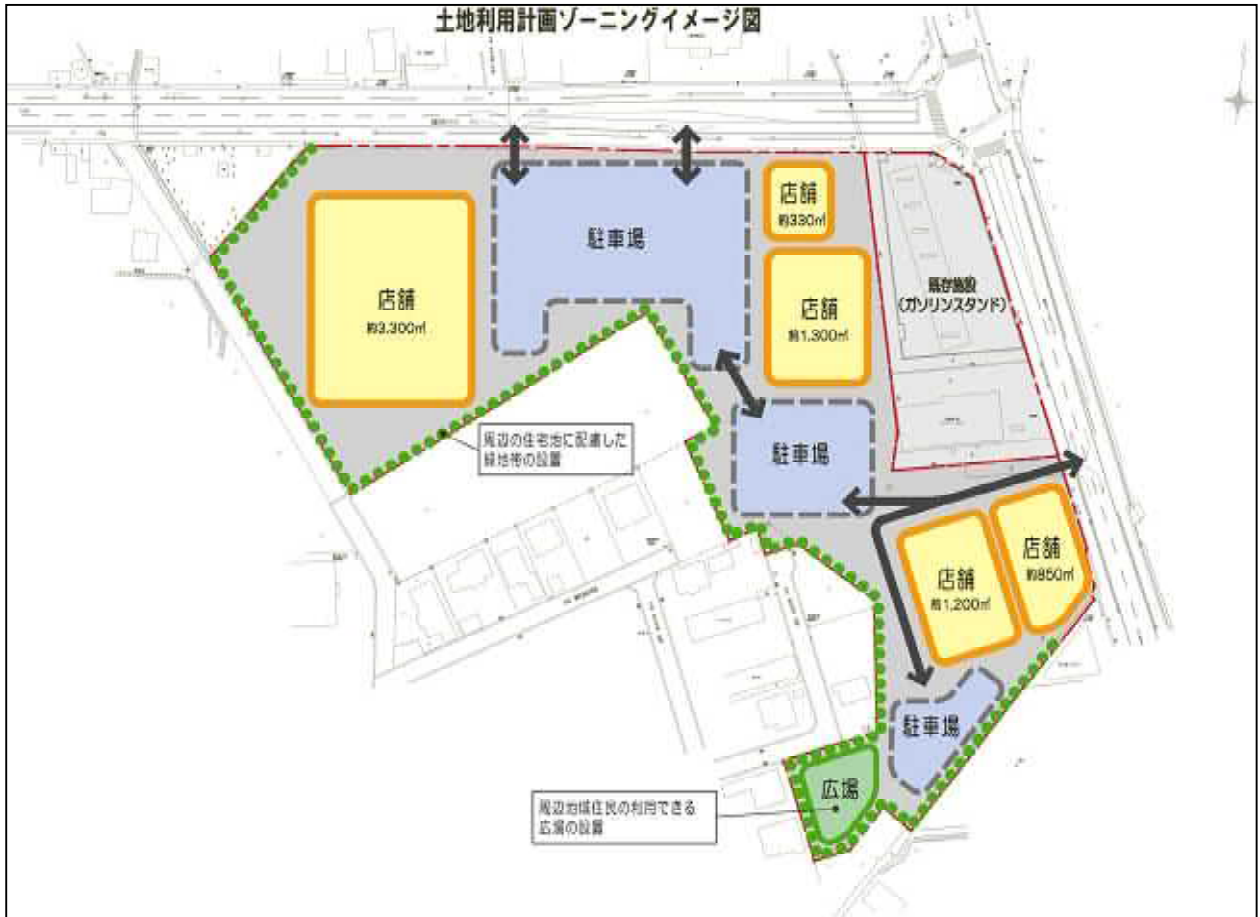 土地利用計画ゾーニングイメージ図
店舗
約330㎡
駐車場
店舗
約3,300㎡
店舗
約1,300㎡
既存施設
(ガソリンスタンド)
周辺の住宅地に配慮した
緑地帯の設置
駐車場
店舗
約850㎡
店舗
約1,200㎡
駐車場
広場
周辺地域住民の利用できる
広場の設置